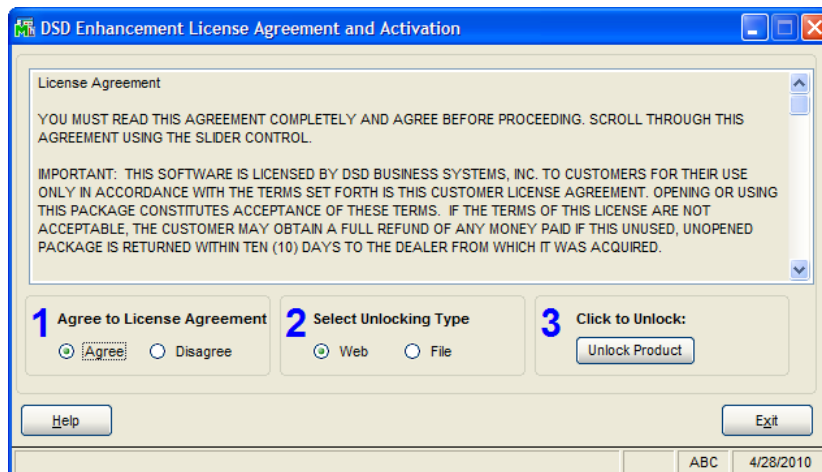 DSD Enhancement License Agreement and Activation
License Agreement
YOU MUST READ THIS AGREEMENT COMPLETELY AND AGREE BEFORE PROCEEDING. SCROLL THROUGH THIS
AGREEMENT USING THE SLIDER CONTROL.
IMPORTANT: THIS SOFTWARE IS LICENSED BY DSD BUSINESS SYSTEMS, INC. TO CUSTOMERS FOR THEIR USE
ONLY IN ACCORDANCE WITH THE TERMS SET FORTH IS THIS CUSTOMER LICENSE AGREEMENT. OPENING OR USING
THIS PACKAGE CONSTITUTES ACCEPTANCE OF THESE TERMS. IF THE TERMS OF THIS LICENSE ARE NOT
ACCEPTABLE, THE CUSTOMER MAY OBTAIN A FULL REFUND OF ANY MONEY PAID IF THIS UNUSED, UNOPENED
PACKAGE IS RETURNED WITHIN TEN (10) DAYS TO THE DEALER FROM WHICH IT WAS ACQUIRED.
1 Agree to License Agreement
Agree Disagree
2 Select Unlocking Type
Web File
3 Click to Unlock:
Unlock Product
Help
Exit
ABC 4/28/2010